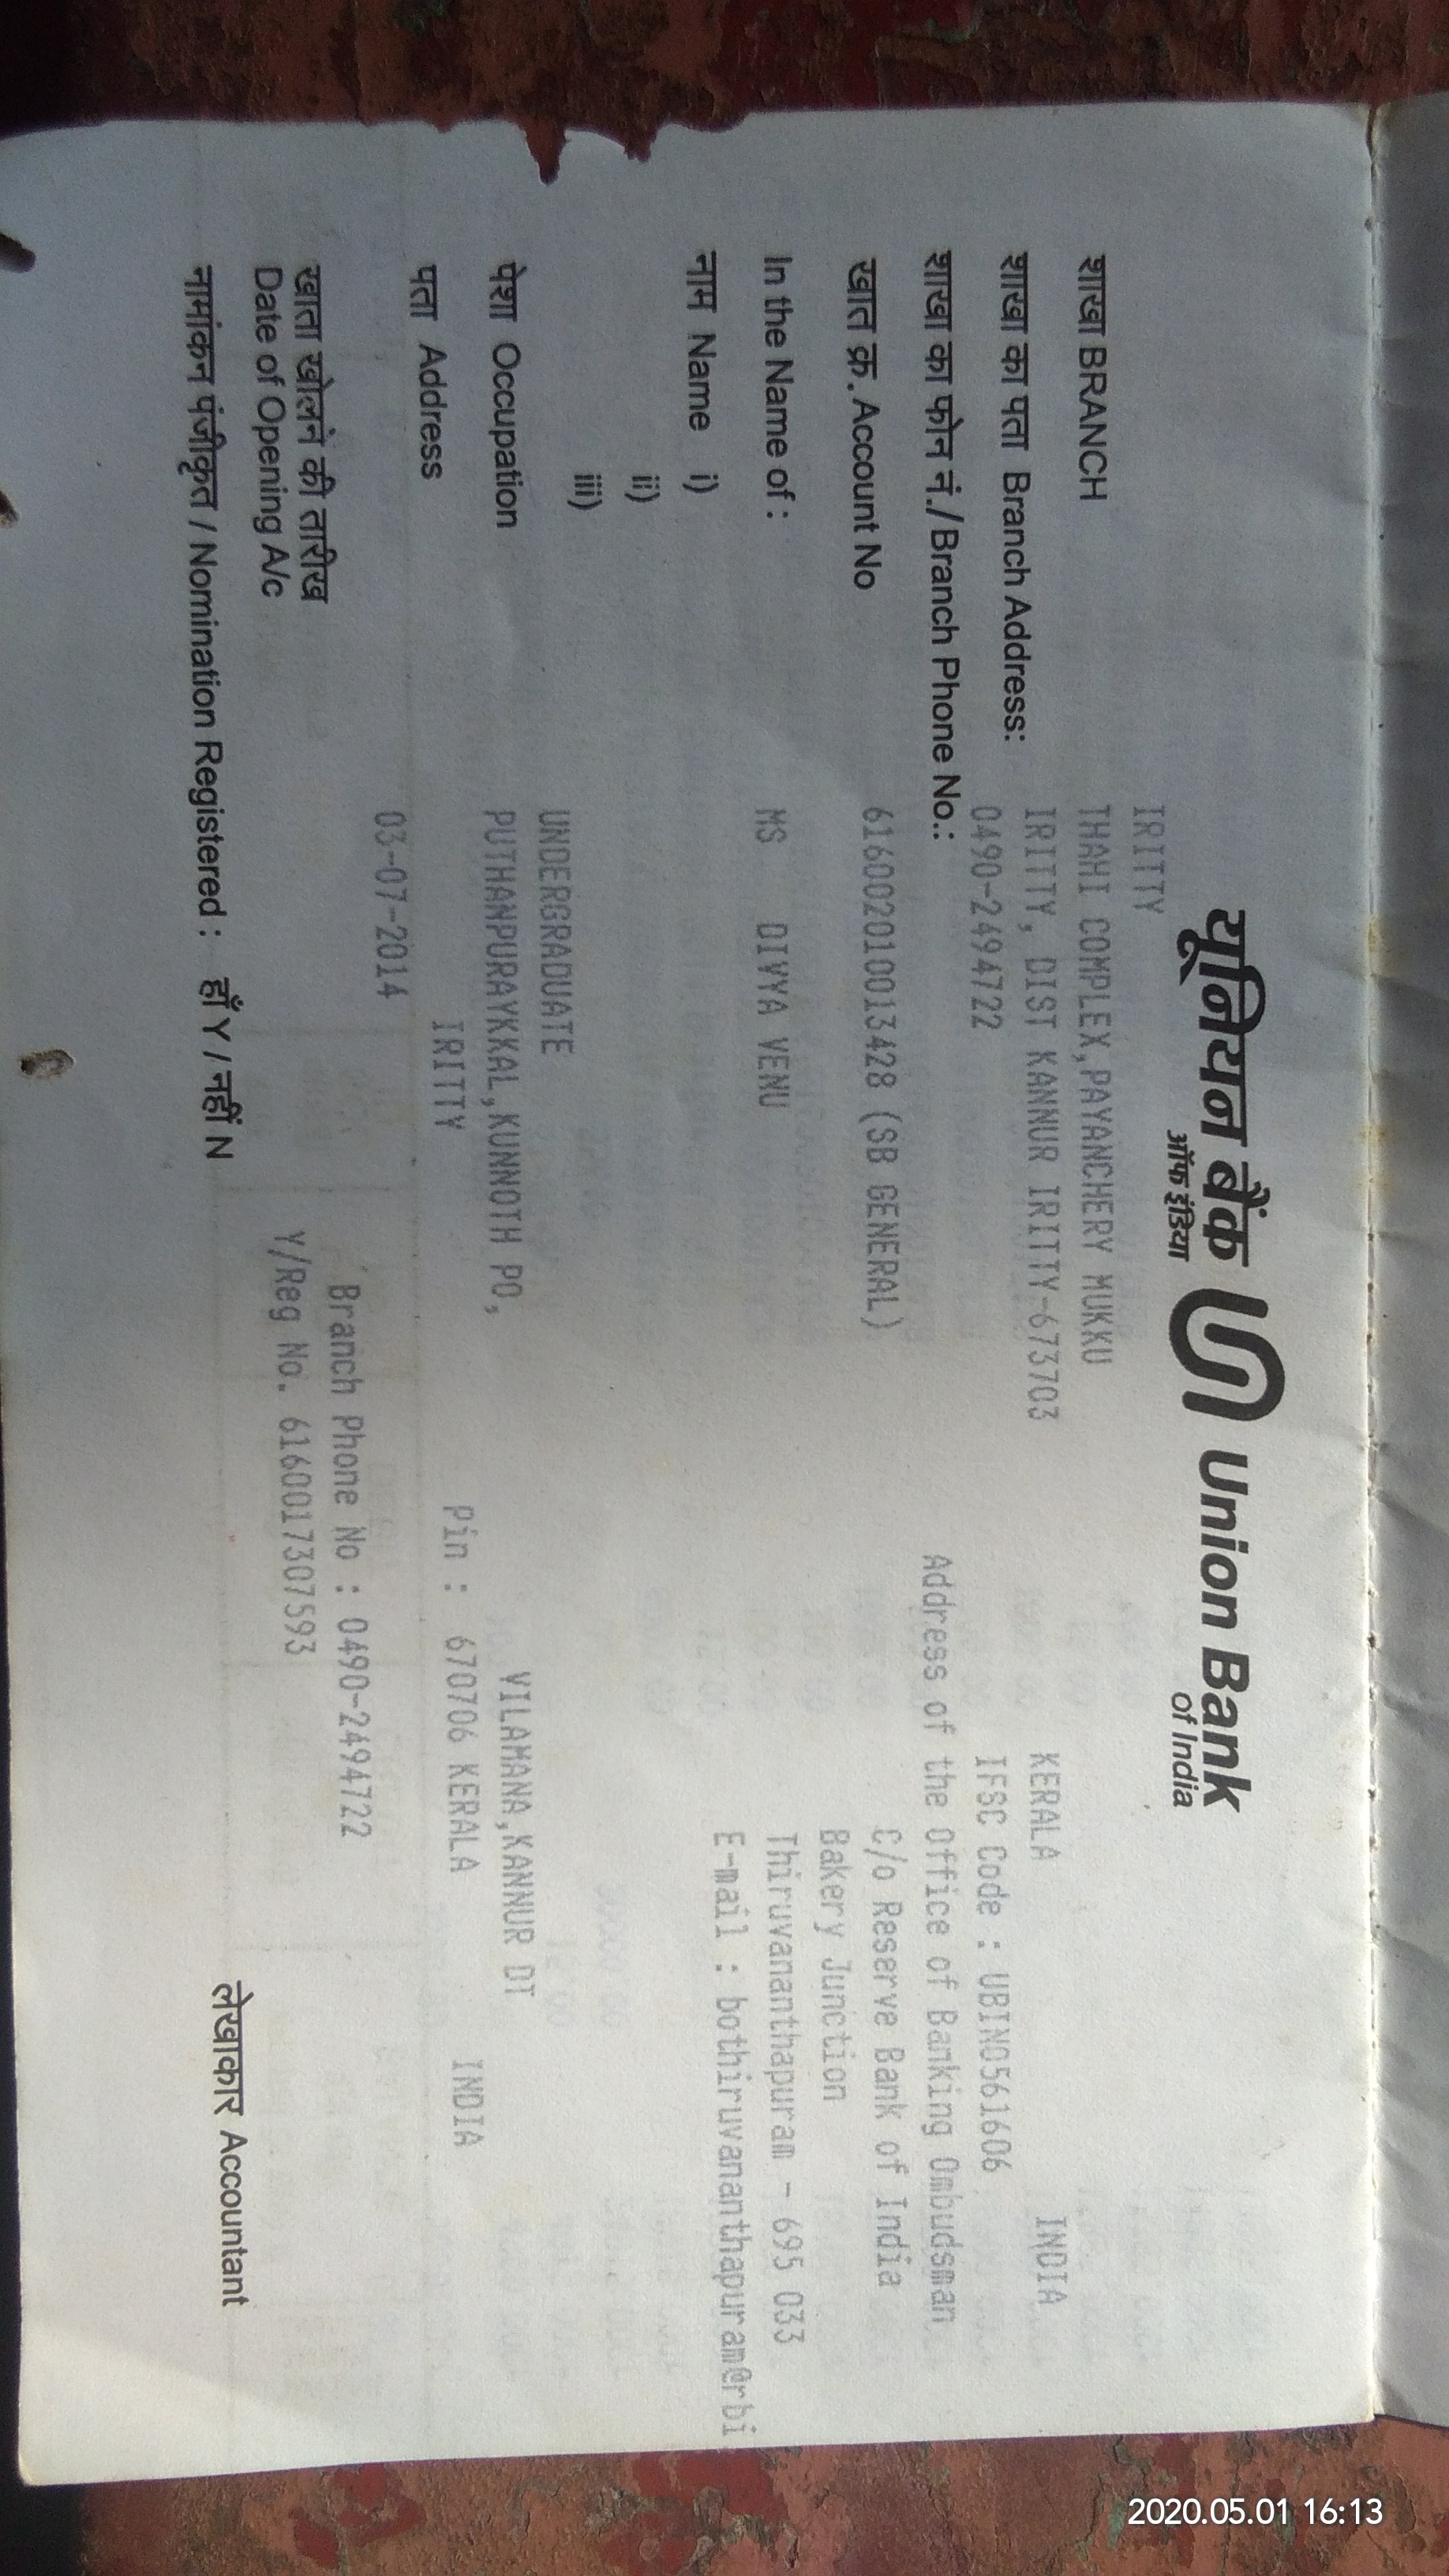 यूनियन बैंक Union Bank
ऑफ इंडिया of India
IRITTY
शाखा BRANCH THAHI COMPLEX,PAYANCHERY MUKKU
IRITTY, DIST KANNUR IRITTY-673703 KERALA INDIA
शाखा का पता Branch Address:
0490-2494722 IFSC Code : UBIN0561606
शाखा का फोन नं./Branch Phone No.: Address of the Office of Banking Ombudsman
खात क्र. Account No 616002010013428 (SB GENERAL) C/o Reserve Bank of India
Bakery Junction
In the Name of : MS DIVYA VENU Thiruvananthapuram - 695 033
E-mail : bothiruvananthapuram@rbi
नाम Name i)
ii)
iii)
UNDERGRADUATE
पेशा Occupation PUTHANPURAYKKAL,KUNNOTH PO, VILAMANA,KANNUR DT
IRITTY Pin : 670706 KERALA INDIA
पता Address
03-07-2014
Branch Phone No : 0490-2494722
खाता खोलने की तारीख
Date of Opening A/c Y/Reg No. 6160017307593
नामांकन पंजीकृत / Nomination Registered : हाँ Y / नहीं N लेखाकार Accountant
2020.05.01 16:13